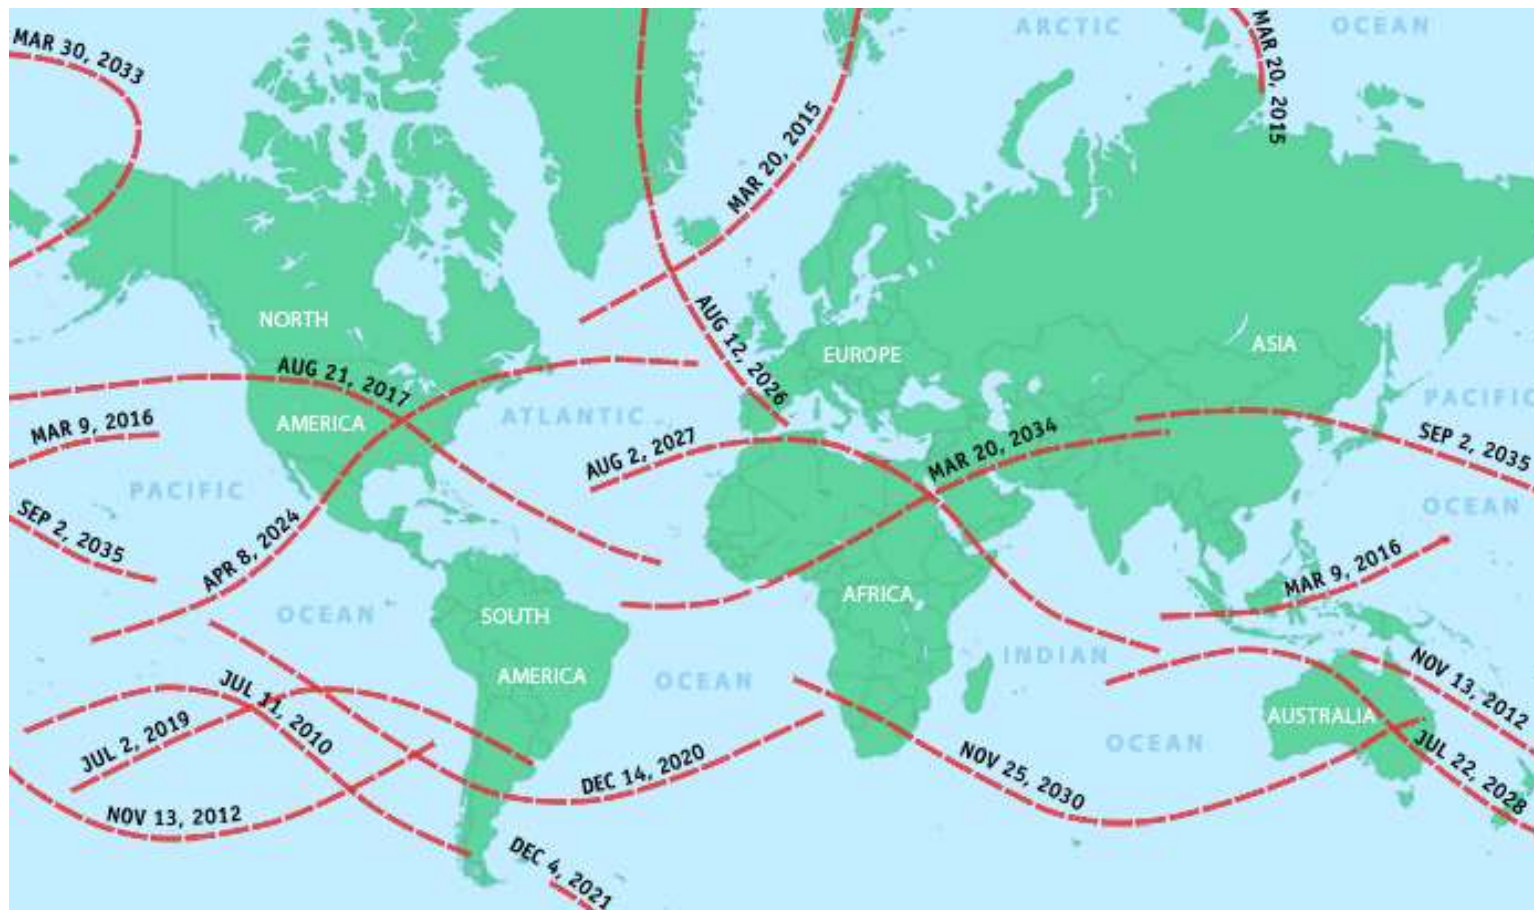 ARCTIC
OCEAN
MAR 30, 2033
MAR 20, 2015
MAR 20, 2015
NORTH
AMERICA
AUG 21, 2017
AUG 12, 2026
EUROPE
ASIA
PACIFIC
OCEAN
MAR 9, 2016
ATLANTIC
AUG 2, 2027
MAR 20, 2034
SEP 2, 2035
PACIFIC
OCEAN
SEP 2, 2035
APR 8, 2024
MAR 9, 2016
SOUTH
AMERICA
AFRICA
INDIAN
OCEAN
OCEAN
NOV 13, 2012
JUL 11, 2010
JUL 2, 2019
AUSTRALIA
JUL 22, 2028
DEC 14, 2020
NOV 25, 2030
NOV 13, 2012
DEC 4, 2021